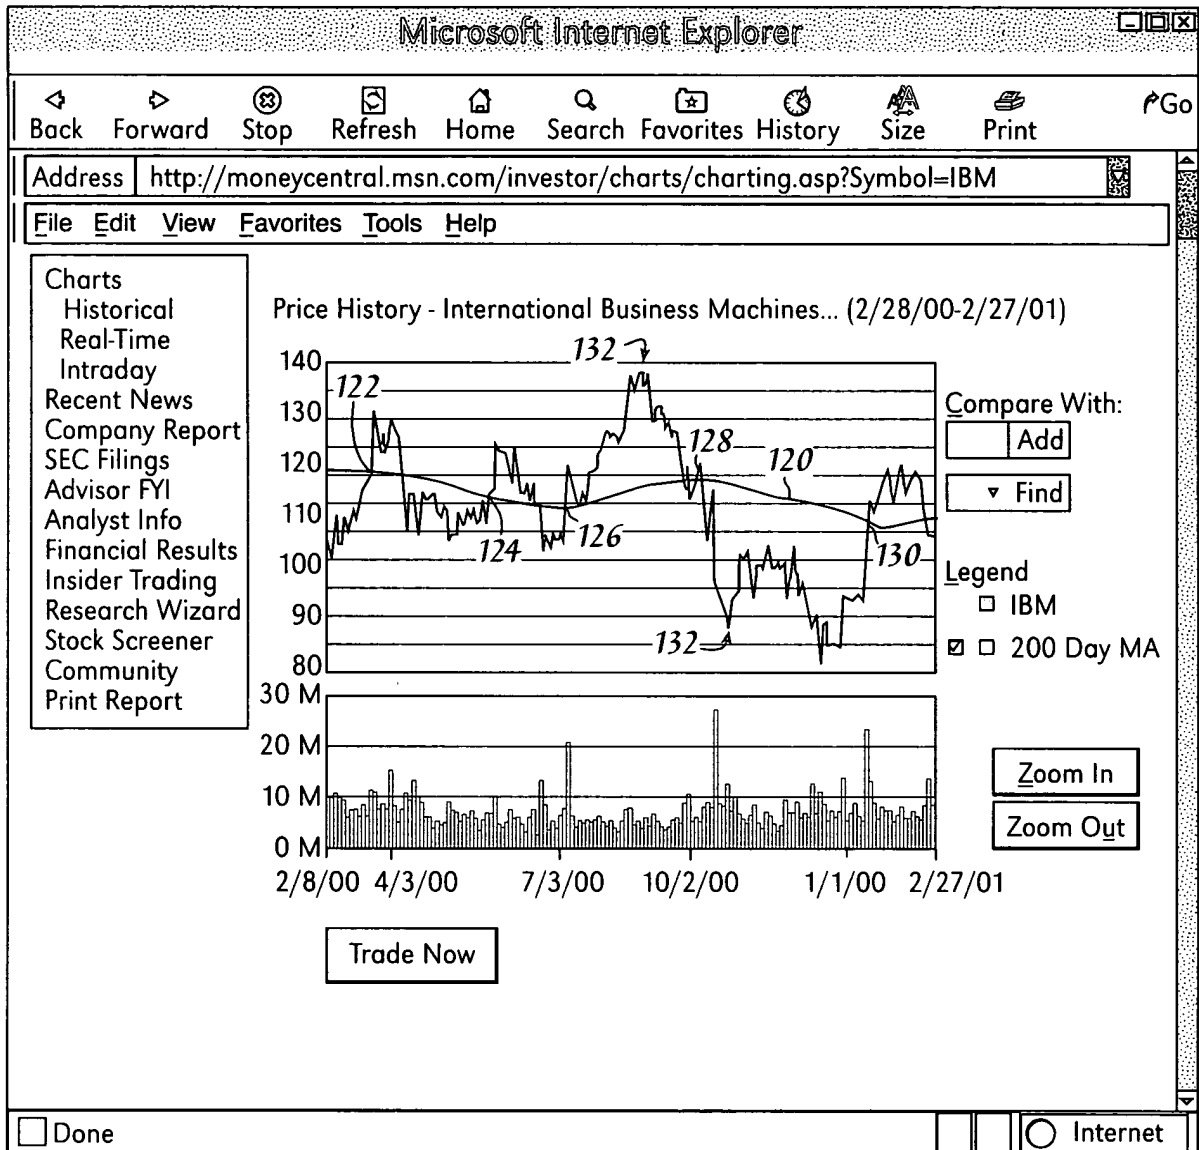 Microsoft Internet Explorer
Back Forward Stop Refresh Home Search Favorites History Size Print Go
Address http://moneycentral.msn.com/investor/charts/charting.asp?Symbol=IBM
File Edit View Favorites Tools Help
Charts
Historical
Real-Time
Intraday
Recent News
Company Report
SEC Filings
Advisor FYI
Analyst Info
Financial Results
Insider Trading
Research Wizard
Stock Screener
Community
Print Report
Price History - International Business Machines... (2/28/00-2/27/01)
132
140
122
130
128
120
120
110
124
126
130
100
90
132
80
Compare With:
Add
Find
Legend
IBM
200 Day MA
30 M
20 M
10 M
0 M
2/8/00 4/3/00 7/3/00 10/2/00 1/1/00 2/27/01
Zoom In
Zoom Out
Trade Now
Done
Internet